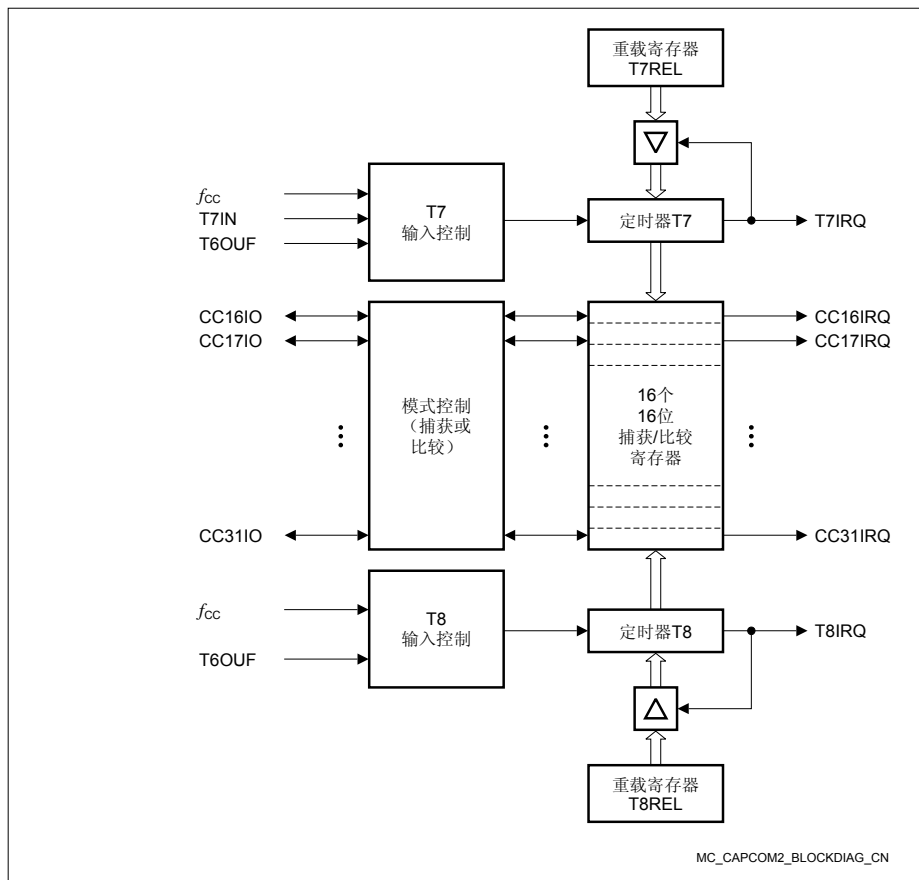 重载寄存器
T7REL
fCC
T7IN
T6OUF
T7
输入控制
定时器T7
T7IRQ
CC16IO
CC17IO
CC31IO
模式控制
（捕获或
比较）
16个
16位
捕获/比较
寄存器
CC16IRQ
CC17IRQ
CC31IRQ
fCC
T6OUF
T8
输入控制
定时器T8
T8IRQ
重载寄存器
T8REL
MC_CAPCOM2_BLOCKDIAG_CN